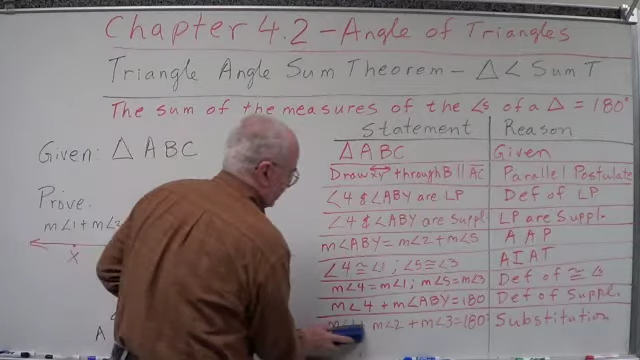 Chapter 4.2 - Angle of Triangles
Triangle Angle Sum Theorem - △∠ Sum T
The sum of the measures of the ∠s of a △ = 180°
Given: △ ABC
Prove:
m∠1 + m∠2
X
A
Statement | Reason
△ ABC | Given
Draw XY through B || AC | Parallel Postulate
∠4 & ∠ABY are LP | Def of LP
∠4 & ∠ABY are Suppl | LP are Suppl.
m∠ABY = m∠2 + m∠5 | AAP
∠4 ≅ ∠1 ; ∠5 ≅ ∠3 | AIAT
m∠4 = m∠1 ; m∠5 = m∠3 | Def of ≅ ∠s
m∠4 + m∠ABY = 180 | Def of Suppl.
m∠2 + m∠3 = 180° | Substitution